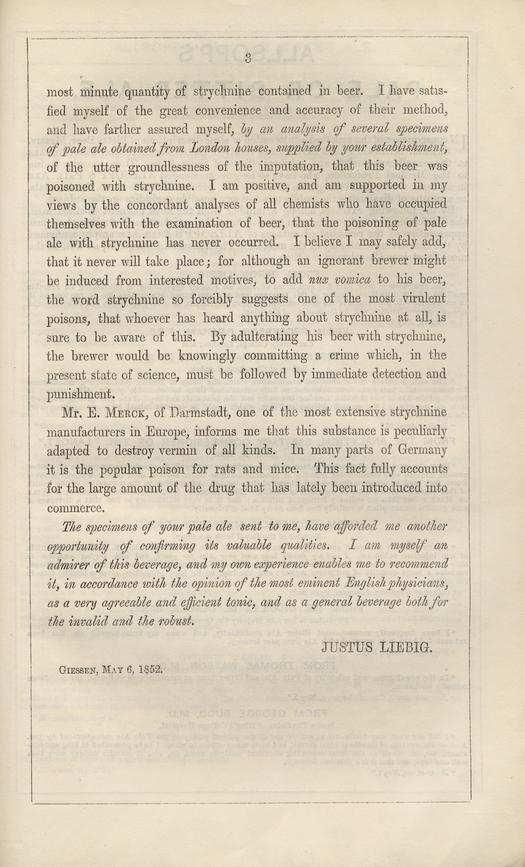 3
most minute quantity of strychnine contained in beer. I have satis-
fied myself of the great convenience and accuracy of their method,
and have farther assured myself, by an analysis of several specimens
of pale ale obtained from London houses, supplied by your establishment,
of the utter groundlessness of the imputation, that this beer was
poisoned with strychnine. I am positive, and am supported in my
views by the concordant analyses of all chemists who have occupied
themselves with the examination of beer, that the poisoning of pale
ale with strychnine has never occurred. I believe I may safely add,
that it never will take place; for although an ignorant brewer might
be induced from interested motives, to add nux vomica to his beer,
the word strychnine so forcibly suggests one of the most virulent
poisons, that whoever has heard anything about strychnine at all, is
sure to be aware of this. By adulterating his beer with strychnine,
the brewer would be knowingly committing a crime which, in the
present state of science, must be followed by immediate detection and
punishment.
Mr. E. MERCK, of Darmstadt, one of the most extensive strychnine
manufacturers in Europe, informs me that this substance is peculiarly
adapted to destroy vermin of all kinds. In many parts of Germany
it is the popular poison for rats and mice. This fact fully accounts
for the large amount of the drug that has lately been introduced into
commerce.
The specimens of your pale ale sent to me, have afforded me another
opportunity of confirming its valuable qualities. I am myself an
admirer of this beverage, and my own experience enables me to recommend
it, in accordance with the opinion of the most eminent English physicians,
as a very agreeable and efficient tonic, and as a general beverage both for
the invalid and the robust.
JUSTUS LIEBIG.
GIESSEN, MAY 6, 1852.